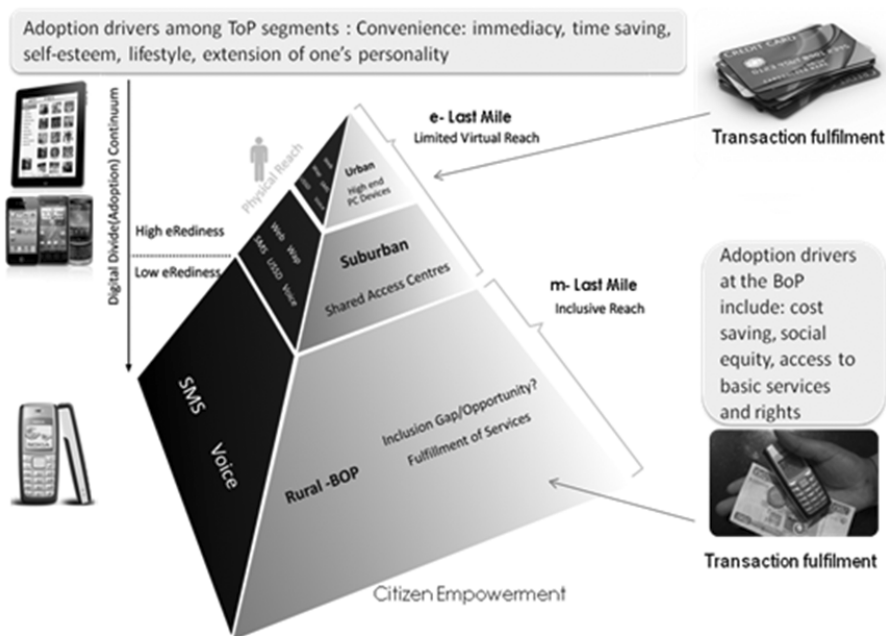 Adoption drivers among ToP segments : Convenience: immediacy, time saving,
self-esteem, lifestyle, extension of one's personality
Digital Divide(Adoption) Continuum
High eRediness
Low eRediness
Physical Reach
e- Last Mile
Limited Virtual Reach
Urban
High end
PC Devices
Web Wap
SMS USSD Voice
Suburban
Shared Access Centres
m- Last Mile
Inclusive Reach
SMS
Voice
Rural -BOP
Inclusion Gap/Opportunity?
Fulfillment of Services
Citizen Empowerment
CREDIT CARD
Transaction fulfilment
Adoption drivers
at the BoP
include: cost
saving, social
equity, access to
basic services
and rights
Transaction fulfilment